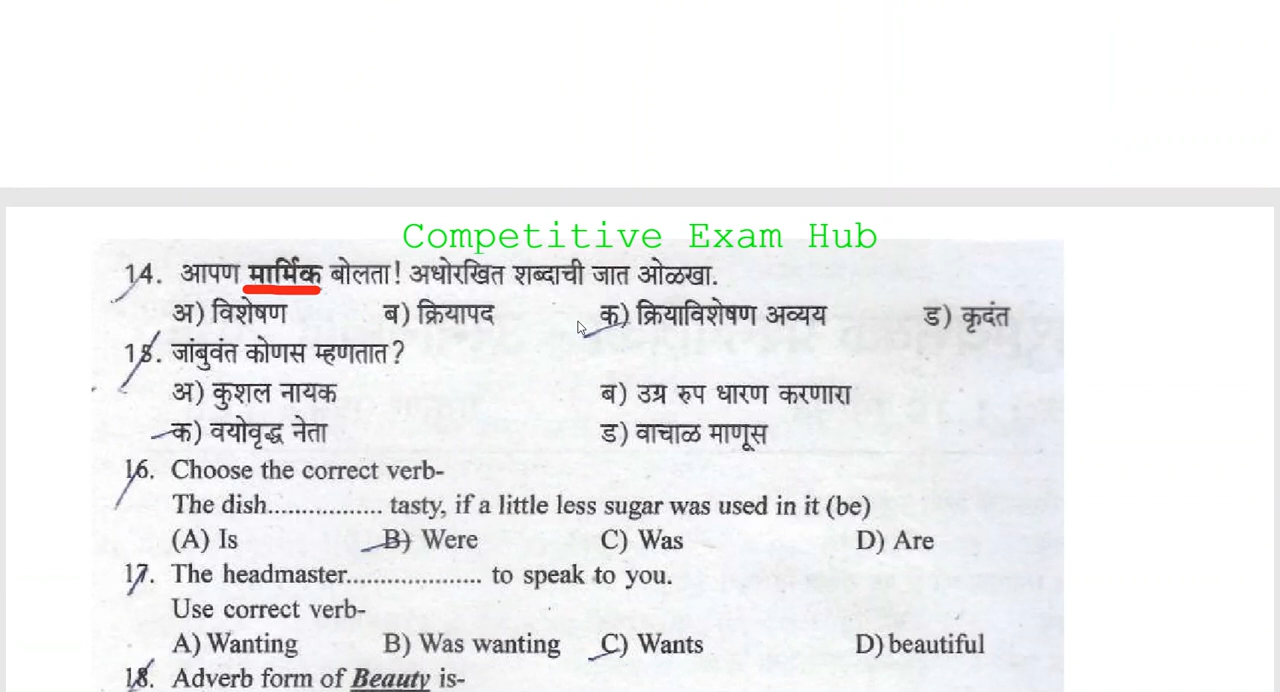 Competitive Exam Hub
14. आपण मार्मिक बोलता! अधोरखित शब्दाची जात ओळखा.
अ) विशेषण ब) क्रियापद क) क्रियाविशेषण अव्यय ड) कृदंत
15. जांबुवंत कोणास म्हणतात?
अ) कुशल नायक ब) उग्र रुप धारण करणारा
क) वयोवृद्ध नेता ड) वाचाळ माणूस
16. Choose the correct verb-
The dish................. tasty, if a little less sugar was used in it (be)
(A) Is B) Were C) Was D) Are
17. The headmaster.................... to speak to you.
Use correct verb-
A) Wanting B) Was wanting C) Wants D) beautiful
18. Adverb form of Beauty is-